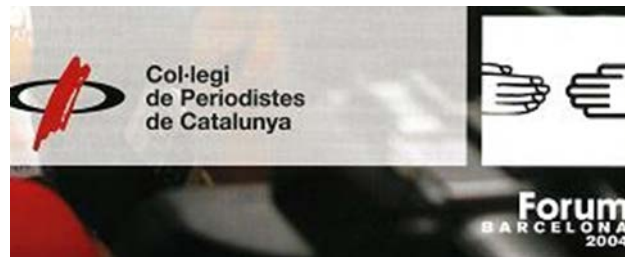 Col·legi
de Periodistes
de Catalunya
Forum
BARCELONA
2004